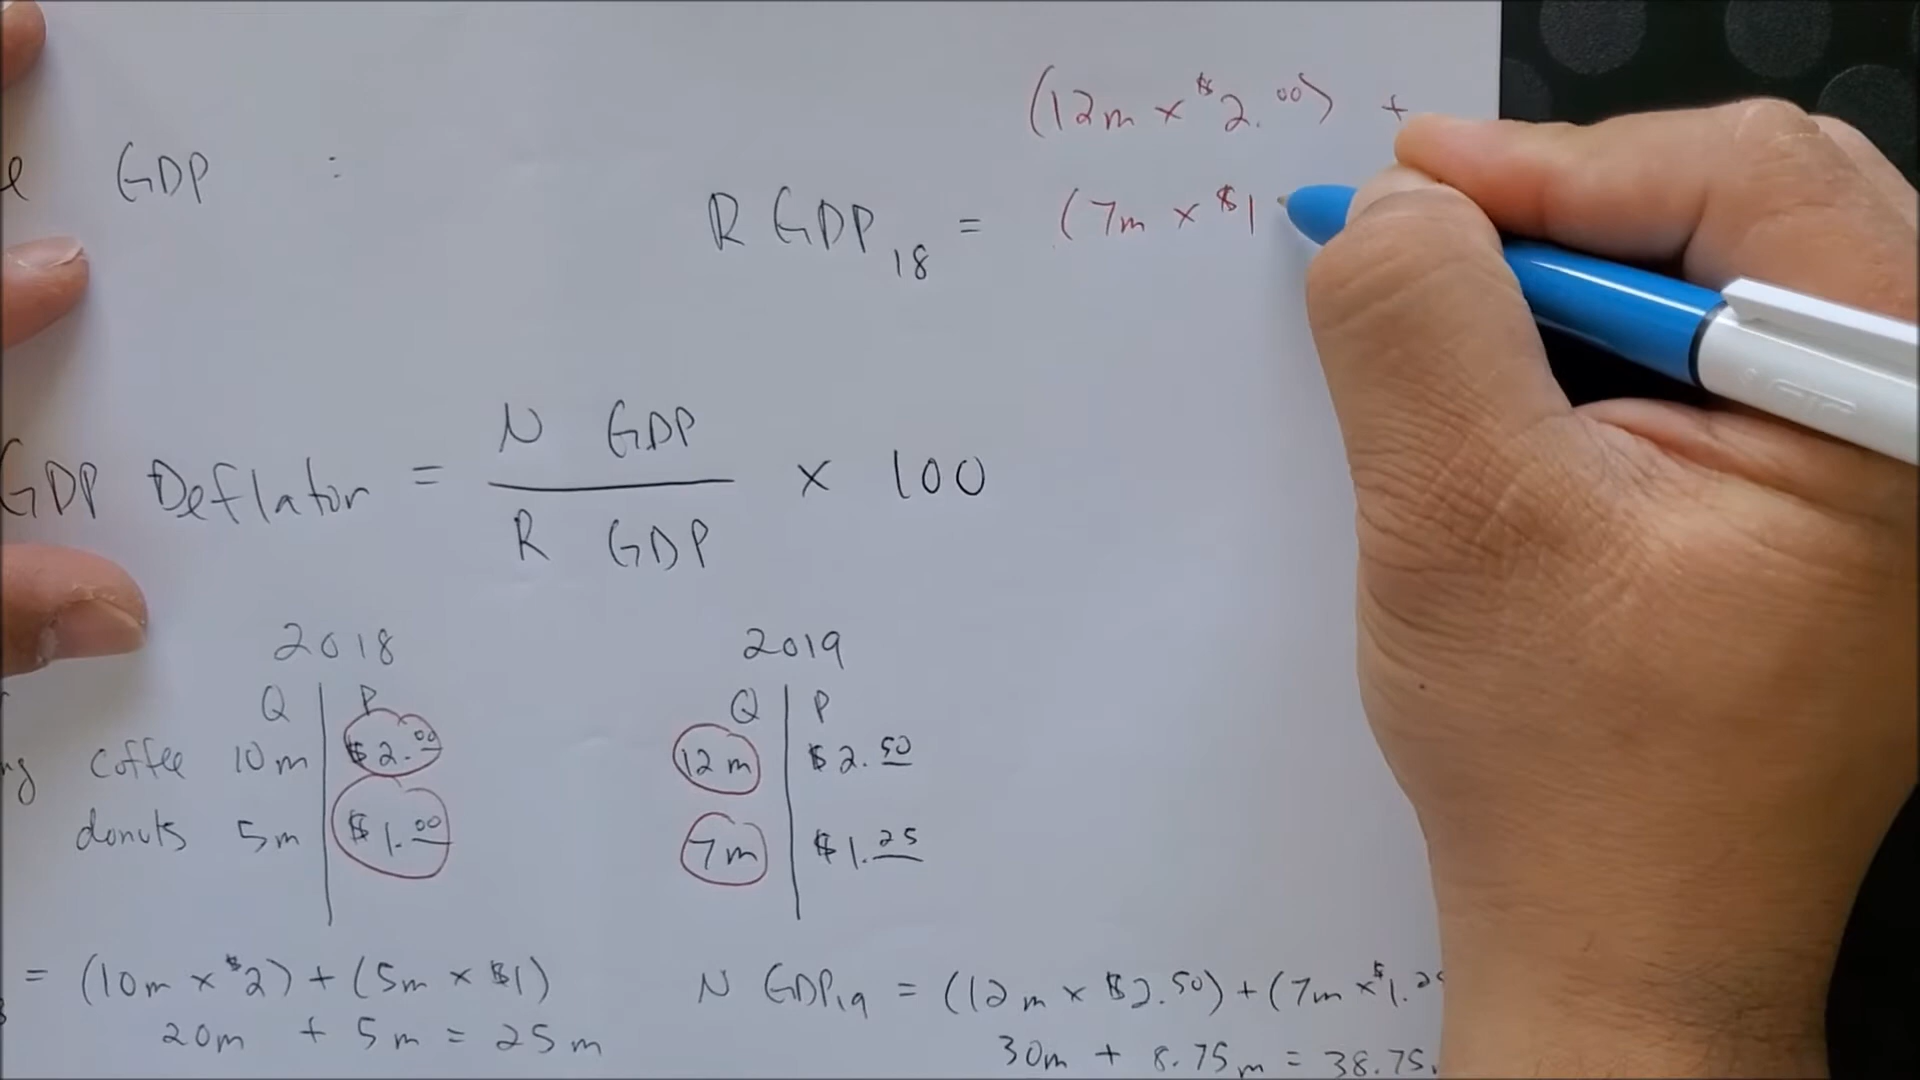 (12m x $2.00) +
GDP :
R GDP18 = (7m x $1
GDP Deflator = N GDP / R GDP x 100
2018 2019
Q P Q P
coffee 10m $2.00 12m $2.50
donuts 5m $1.00 7m $1.25
= (10m x $2) + (5m x $1) N GDP19 = (12m x $2.50) + (7m x $1.2
20m + 5m = 25m 30m + 8.75m = 38.75